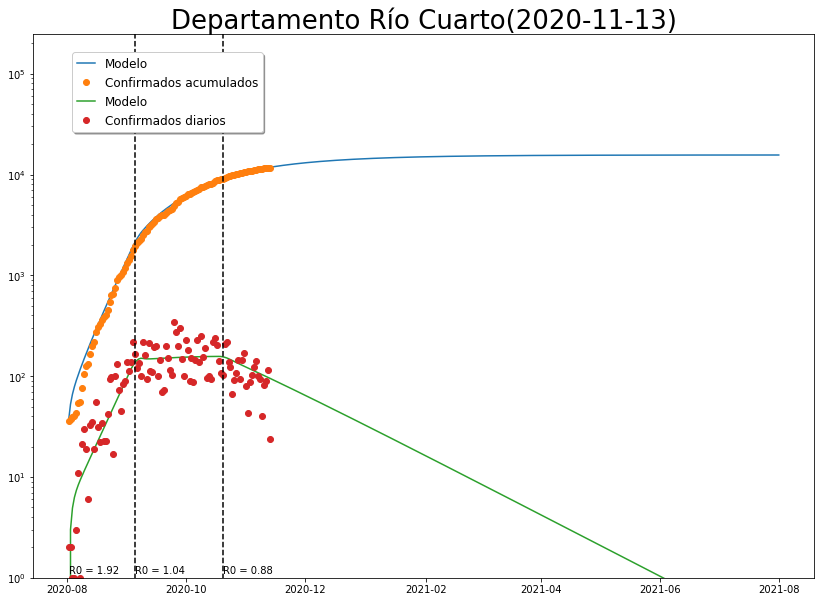 Departamento Río Cuarto(2020-11-13)
Modelo
Confirmados acumulados
Modelo
Confirmados diarios
10^5
10^4
10^3
10^2
10^1
10^0
R0 = 1.92 R0 = 1.04 R0 = 0.88
2020-08 2020-10 2020-12 2021-02 2021-04 2021-06 2021-08